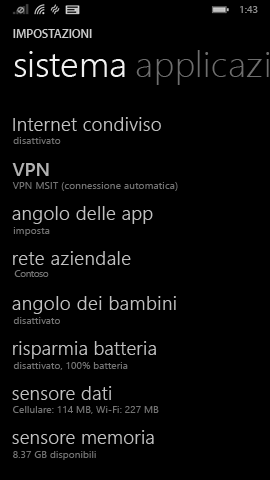 1:43
IMPOSTAZIONI
sistema applicazi
Internet condiviso
disattivato
VPN
VPN MSIT (connessione automatica)
angolo delle app
imposta
rete aziendale
Contoso
angolo dei bambini
disattivato
risparmia batteria
disattivato, 100% batteria
sensore dati
Cellulare: 114 MB, Wi-Fi: 227 MB
sensore memoria
8.37 GB disponibili